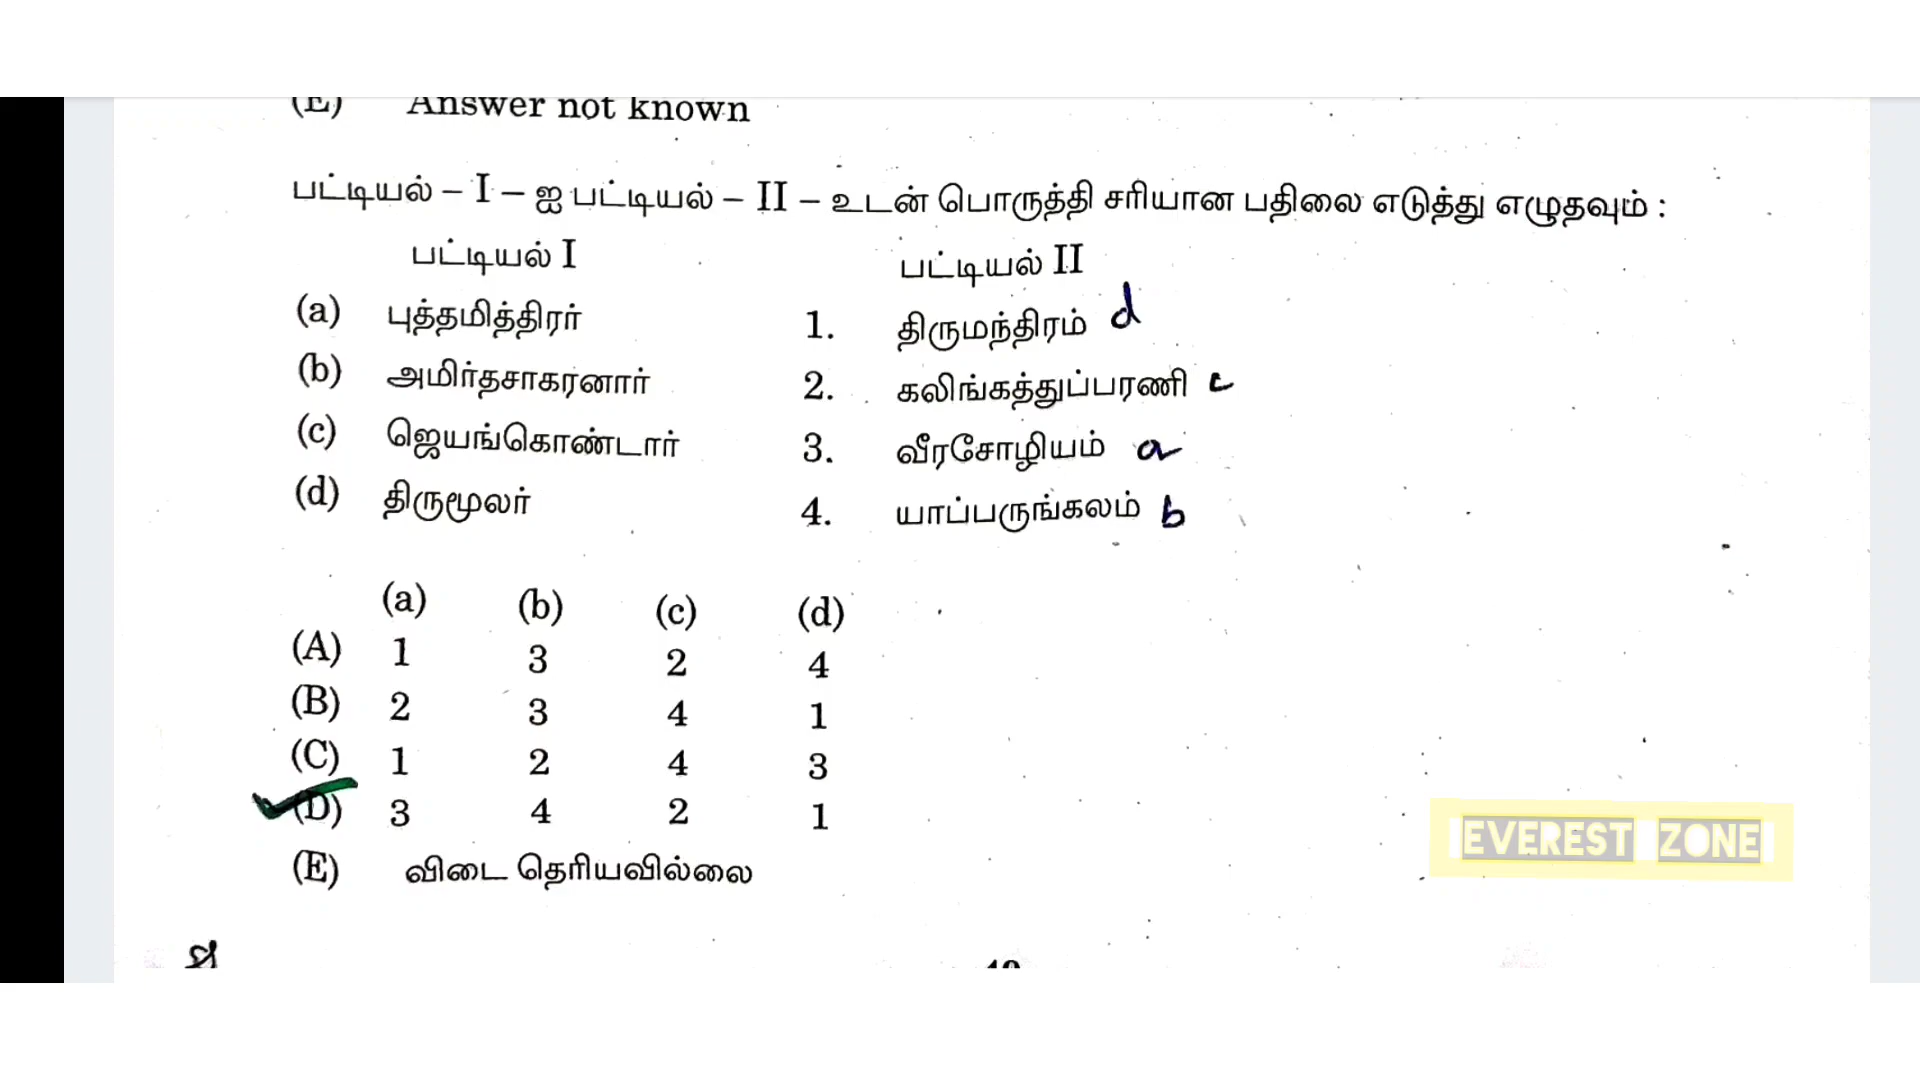 (E) Answer not known
பட்டியல் – I – ஐ பட்டியல் – II – உடன் பொருத்தி சரியான பதிலை எடுத்து எழுதவும் :
பட்டியல் I பட்டியல் II
(a) புத்தமித்திரர் 1. திருமந்திரம் d
(b) அமிர்தசாகரனார் 2. கலிங்கத்துப்பரணி c
(c) ஜெயங்கொண்டார் 3. வீரசோழியம் a
(d) திருமூலர் 4. யாப்பருங்கலம் b
(a) (b) (c) (d)
(A) 1 3 2 4
(B) 2 3 4 1
(C) 1 2 4 3
(D) 3 4 2 1
(E) விடை தெரியவில்லை
EVEREST ZONE